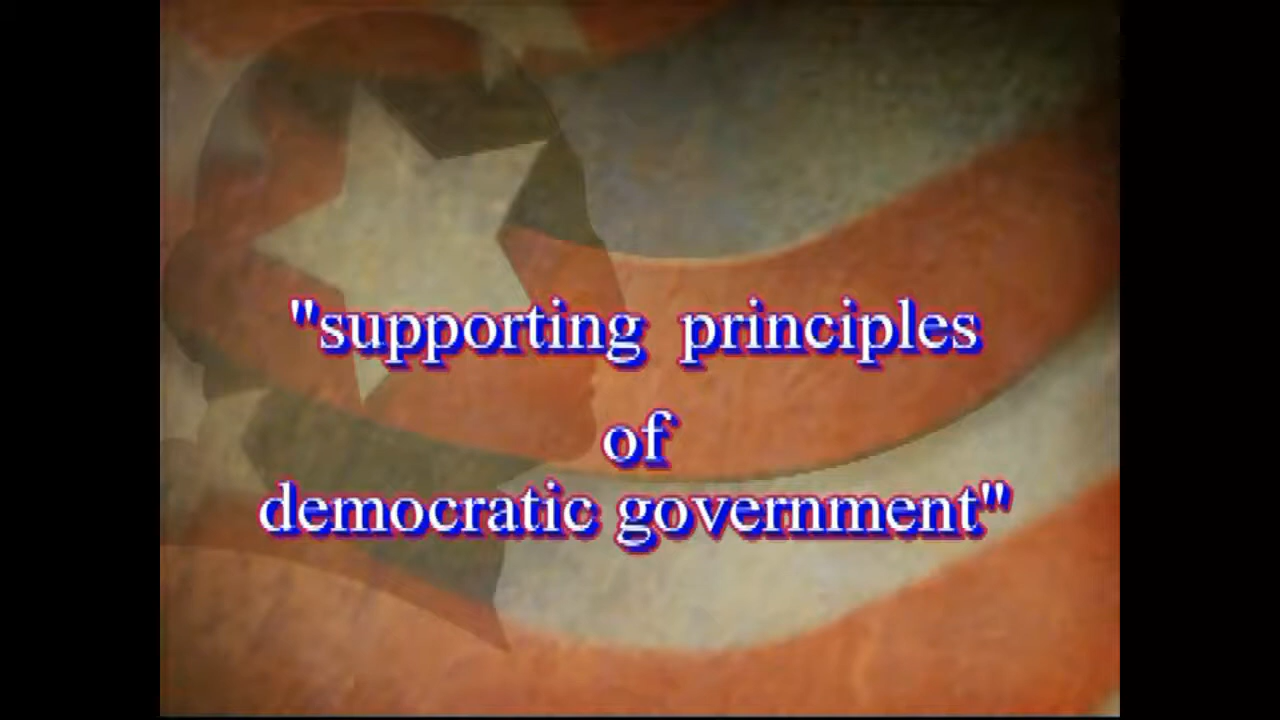 "supporting principles
of
democratic government"